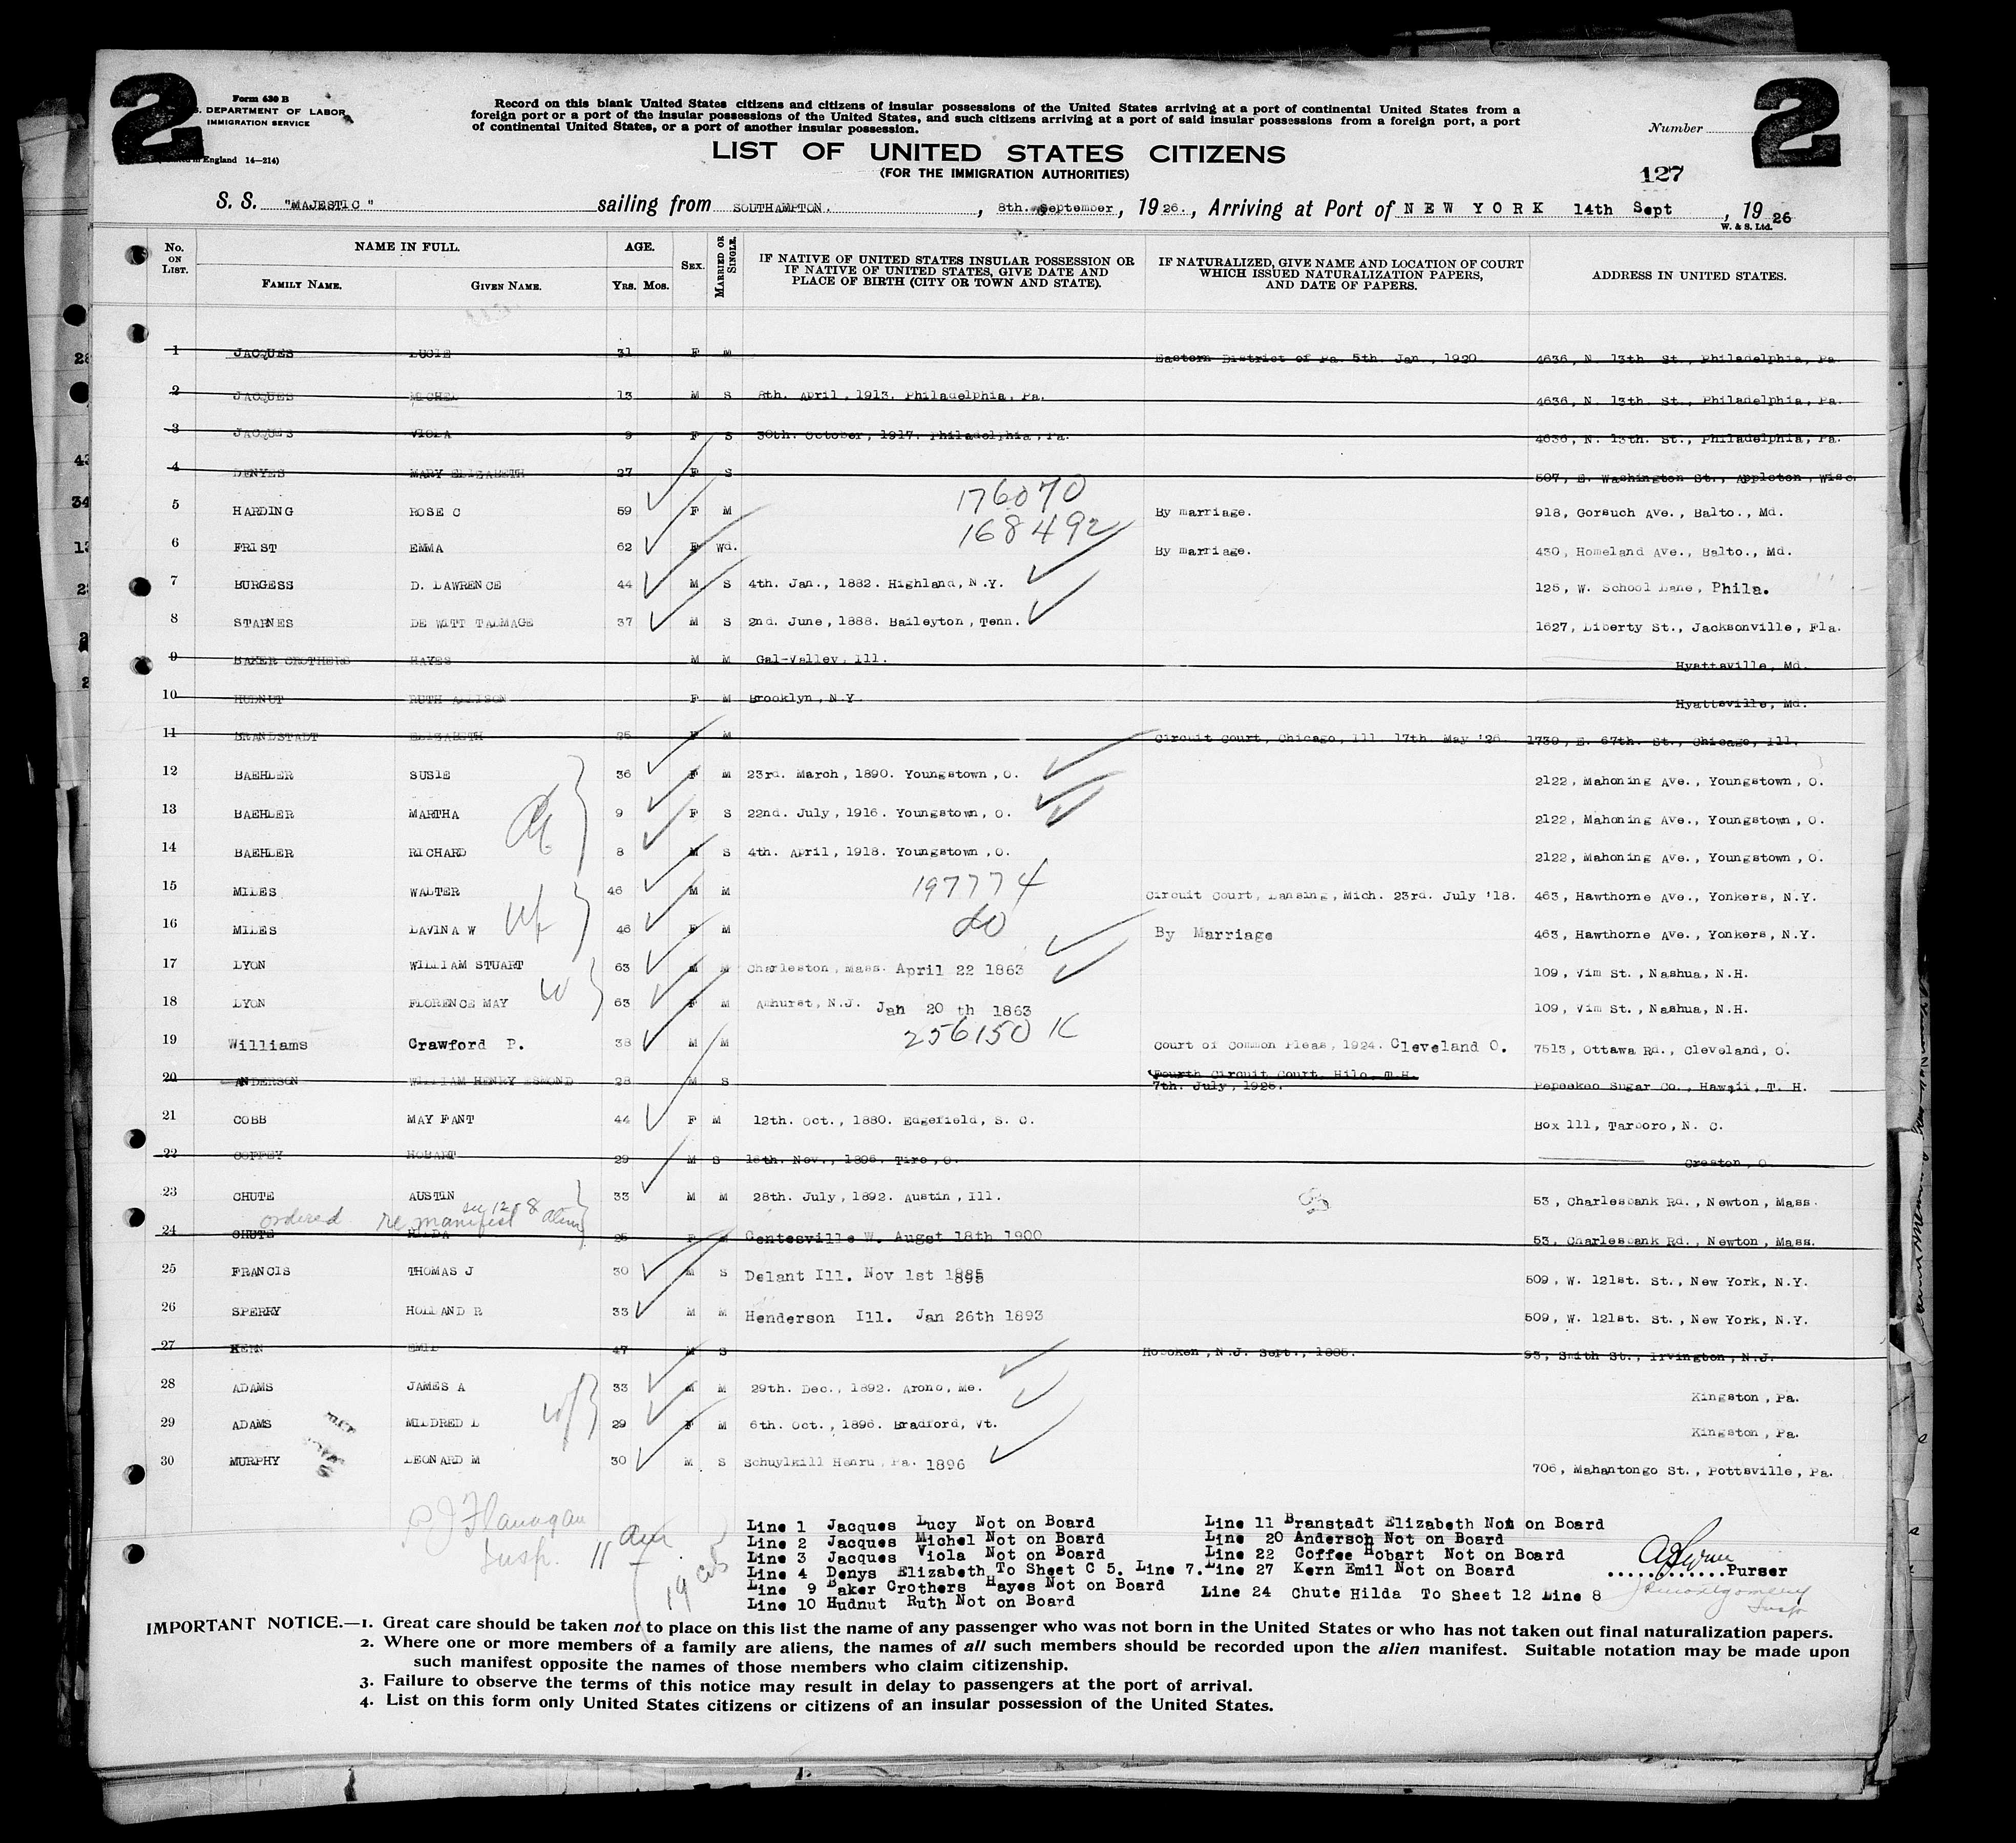 2
2
Form 630 B
DEPARTMENT OF LABOR
IMMIGRATION SERVICE
England 14—214)
Record on this blank United States citizens and citizens of insular possessions of the United States arriving at a port of continental United States from a
foreign port or a port of the insular possessions of the United States, and such citizens arriving at a port of said insular possessions from a foreign port, a port
of continental United States, or a port of another insular possession.
Number
LIST OF UNITED STATES CITIZENS
(FOR THE IMMIGRATION AUTHORITIES)
127
S. S. "MAJESTIC" sailing from SOUTHAMPTON. , 8th. September, 1926., Arriving at Port of NEW YORK 14th Sept , 1926
W. & S. Ltd.
No. ON LIST. NAME IN FULL. FAMILY NAME. GIVEN NAME. AGE. Yrs. Mos. SEX. MARRIED OR SINGLE. IF NATIVE OF UNITED STATES INSULAR POSSESSION OR IF NATIVE OF UNITED STATES, GIVE DATE AND PLACE OF BIRTH (CITY OR TOWN AND STATE). IF NATURALIZED, GIVE NAME AND LOCATION OF COURT WHICH ISSUED NATURALIZATION PAPERS, AND DATE OF PAPERS. ADDRESS IN UNITED STATES.
1 JACQUES LUCIE 31 F M Eastern District of Pa. 5th. Jan., 1920 4636, N. 13th St., Philadelphia, Pa.
2 JACQUES MICHEL 13 M S 8th. April, 1913. Philadelphia, Pa. 4636, N. 13th. St., Philadelphia, Pa.
3 JACQUES VIOLA 9 F S 30th. October, 1917. Philadelphia, Pa. 4636, N. 13th. St., Philadelphia, Pa.
4 DENYES MARY ELIZABETH 27 F S 507, E. Washington St., Appleton, Wisc.
5 HARDING ROSE C 59 F M 176070 By marriage. 918, Gorsuch Ave., Balto., Md.
6 FRIST EMMA 62 F Wd. 168492 By marriage. 430, Homeland Ave., Balto., Md.
7 BURGESS D. LAWRENCE 44 M S 4th. Jan., 1882. Highland, N.Y. 125, W. School Lane, Phila.
8 STARNES DE WITT TALMAGE 37 M S 2nd. June, 1888. Baileyton, Tenn. 1627, Liberty St., Jacksonville, Fla.
9 BAKER CROTHERS HAYES M M Gal-Valley, Ill. Hyattsville, Md.
10 HUDNUT RUTH ALLISON F M Brooklyn, N.Y. Hyattsville, Md.
11 BRANDSTADT ELIZABETH 25 F M Circuit Court, Chicago, Ill. 17th. May '26 1739, E. 67th. St., Chicago, Ill.
12 BAEHLER SUSIE 36 F M 23rd. March, 1890. Youngstown, O. 2122, Mahoning Ave., Youngstown, O.
13 BAEHLER MARTHA 9 F S 22nd. July, 1916. Youngstown, O. 2122, Mahoning Ave., Youngstown, O.
14 BAEHLER RICHARD 8 M S 4th. April, 1918. Youngstown, O. 2122, Mahoning Ave., Youngstown, O.
15 MILES WALTER 46 M M 197774 Circuit Court, Lansing, Mich. 23rd. July '18. 463, Hawthorne Ave., Yonkers, N.Y.
16 MILES LAVINA W 46 F M do By Marriage 463, Hawthorne Ave., Yonkers, N.Y.
17 LYON WILLIAM STUART 63 M M Charleston, Mass. April 22 1863 109, Vim St., Nashua, N.H.
18 LYON FLORENCE MAY 63 F M Amhurst, N.J. Jan 20 th 1863 109, Vim St., Nashua, N.H.
19 Williams Crawford P. 38 M M 256150 Court of Common Pleas, 1924. Cleveland O. 7513, Ottawa Rd., Cleveland, O.
20 ANDERSON WILLIAM HENRY ESMOND 28 M S Fourth Circuit Court, Hilo, T.H. 7th. July, 1925. Pepeekeo Sugar Co., Hawaii, T. H.
21 COBB MAY FANT 44 F M 12th. Oct., 1880. Edgefield, S. C. Box 111, Tarboro, N. C.
22 COFFEY HOBART 29 M S 16th. Nov., 1896. Tiro, O. Creston, O
23 CHUTE AUSTIN 33 M M 28th. July, 1892. Austin, Ill. 53, Charlesbank Rd., Newton, Mass.
ordered re manifest
24 CHUTE HILDA 25 F M Centesville W. Augst 18th 1900 53, Charlesbank Rd., Newton, Mass.
25 FRANCIS THOMAS J 30 M S Delant Ill. Nov 1st 1895 509, W. 121st. St., New York, N.Y.
26 SPERRY HOLLAND R 33 M M Henderson Ill. Jan 26th 1893 509, W. 121st. St., New York, N.Y.
27 KERN EMIL 47 M S Hoboken, N.J. Sept., 1885. 93, Smith St., Irvington, N.J.
28 ADAMS JAMES A 33 M M 29th. Dec., 1892. Arono, Me. Kingston, Pa.
29 ADAMS MILDRED L 29 F M 6th. Oct., 1896. Bradford, Vt. Kingston, Pa.
30 MURPHY LEONARD M 30 M S Schuylkill Henru, Pa. 1896 706, Mahantongo St., Pottsville, Pa.
P J Flanagan
Insp.
Line 1 Jacques Lucy Not on Board
Line 2 Jacques Michel Not on Board
Line 3 Jacques Viola Not on Board
Line 4 Denys Elizabeth To Sheet C 5. Line 7.
Line 9 Baker Crothers Hayes Not on Board
Line 10 Hudnut Ruth Not on Board
Line 11 Branstadt Elizabeth Not on Board
Line 20 Anderson Not on Board
Line 22 Coffee Hobart Not on Board
Line 27 Kern Emil Not on Board
Line 24 Chute Hilda To Sheet 12 Line 8
Purser
IMPORTANT NOTICE.—1. Great care should be taken not to place on this list the name of any passenger who was not born in the United States or who has not taken out final naturalization papers.
2. Where one or more members of a family are aliens, the names of all such members should be recorded upon the alien manifest. Suitable notation may be made upon
such manifest opposite the names of those members who claim citizenship.
3. Failure to observe the terms of this notice may result in delay to passengers at the port of arrival.
4. List on this form only United States citizens or citizens of an insular possession of the United States.